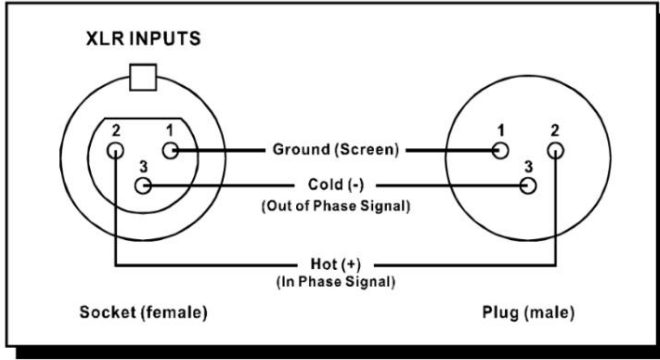 XLR INPUTS
2 1
3
Ground (Screen)
Cold (-)
(Out of Phase Signal)
Hot (+)
(In Phase Signal)
1 2
3
Socket (female)
Plug (male)